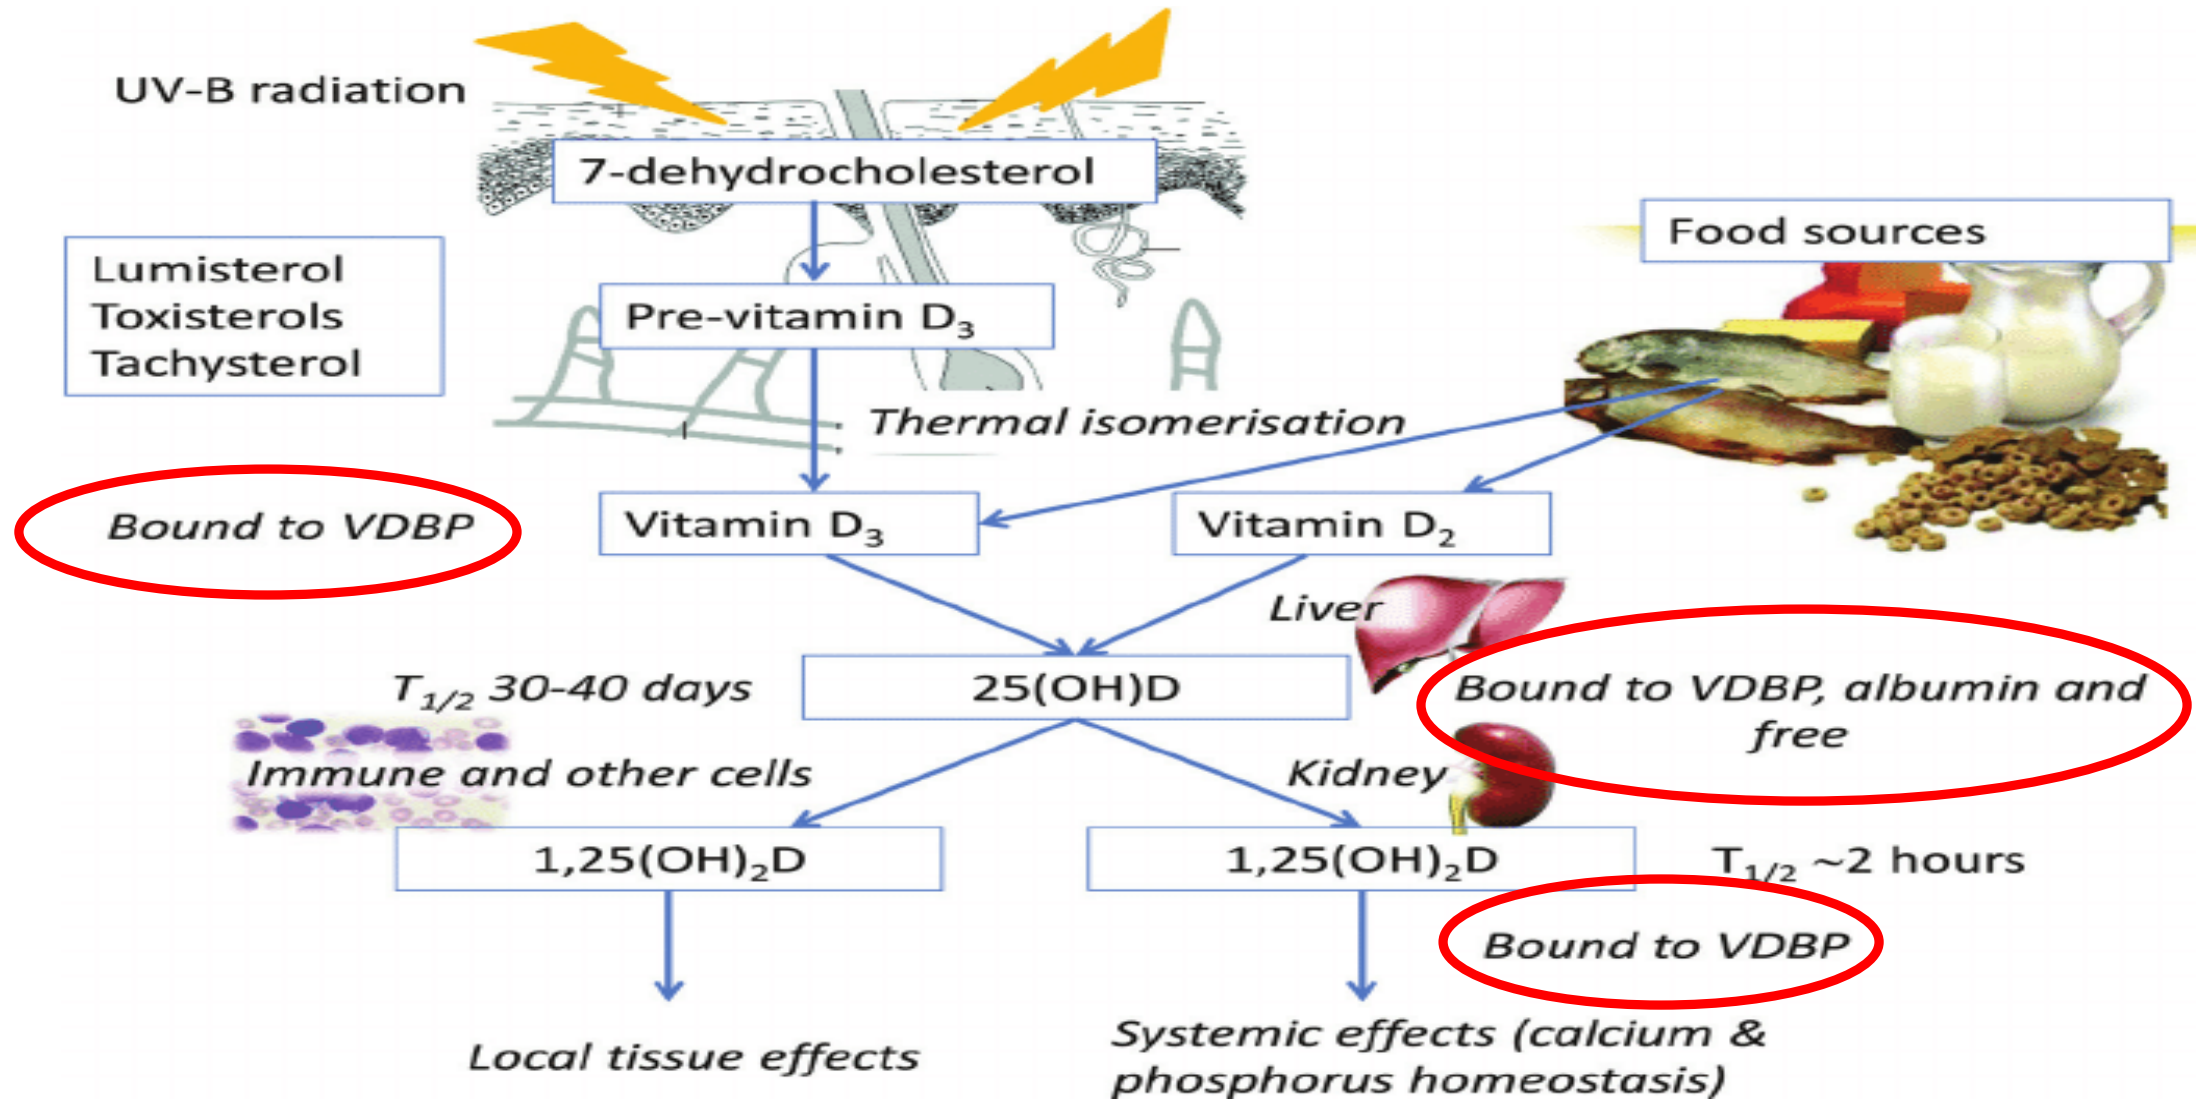 UV-B radiation
7-dehydrocholesterol
Food sources
Lumisterol
Toxisterols
Tachysterol
Pre-vitamin D₃
Thermal isomerisation
Bound to VDBP
Vitamin D₃
Vitamin D₂
Liver
T₁/₂ 30-40 days
25(OH)D
Bound to VDBP, albumin and
free
Immune and other cells
Kidney
1,25(OH)₂D
1,25(OH)₂D
T₁/₂ ~2 hours
Bound to VDBP
Local tissue effects
Systemic effects (calcium &
phosphorus homeostasis)